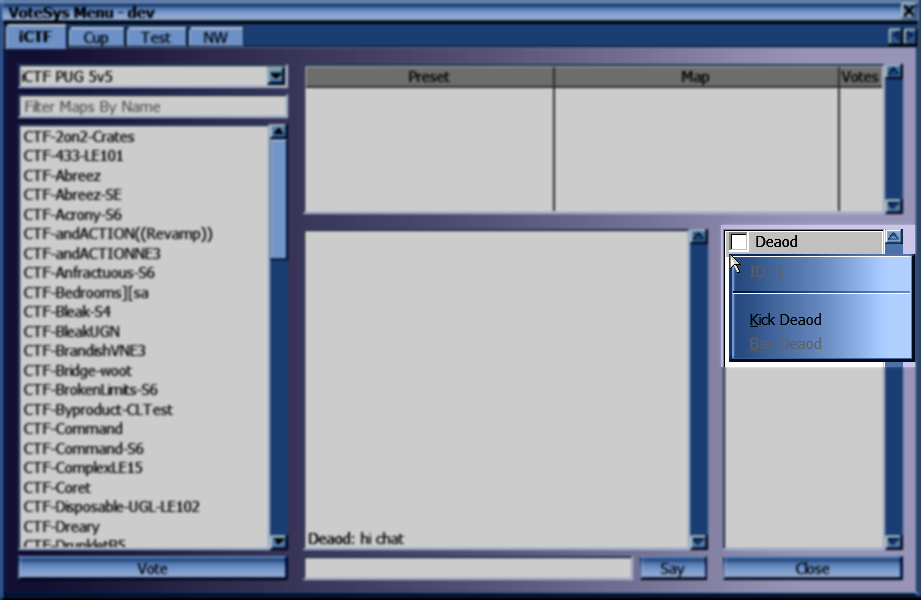 VoteSys Menu - dev
iCTF Cup Test NW
iCTF PUG 5v5
Filter Maps By Name
CTF-2on2-Crates
CTF-433-LE101
CTF-Abreez
CTF-Abreez-SE
CTF-Acrony-S6
CTF-andACTION((Revamp))
CTF-andACTIONNE3
CTF-Anfractuous-S6
CTF-Bedrooms][sa
CTF-Bleak-S4
CTF-BleakUGN
CTF-BrandishVNE3
CTF-Bridge-woot
CTF-BrokenLimits-S6
CTF-Byproduct-CLTest
CTF-Command
CTF-Command-S6
CTF-ComplexLE15
CTF-Coret
CTF-Disposable-UGL-LE102
CTF-Dreary
Vote
Preset Map Votes
Deaod: hi chat
Say
Deaod
ID: 1
Kick Deaod
Ban Deaod
Close